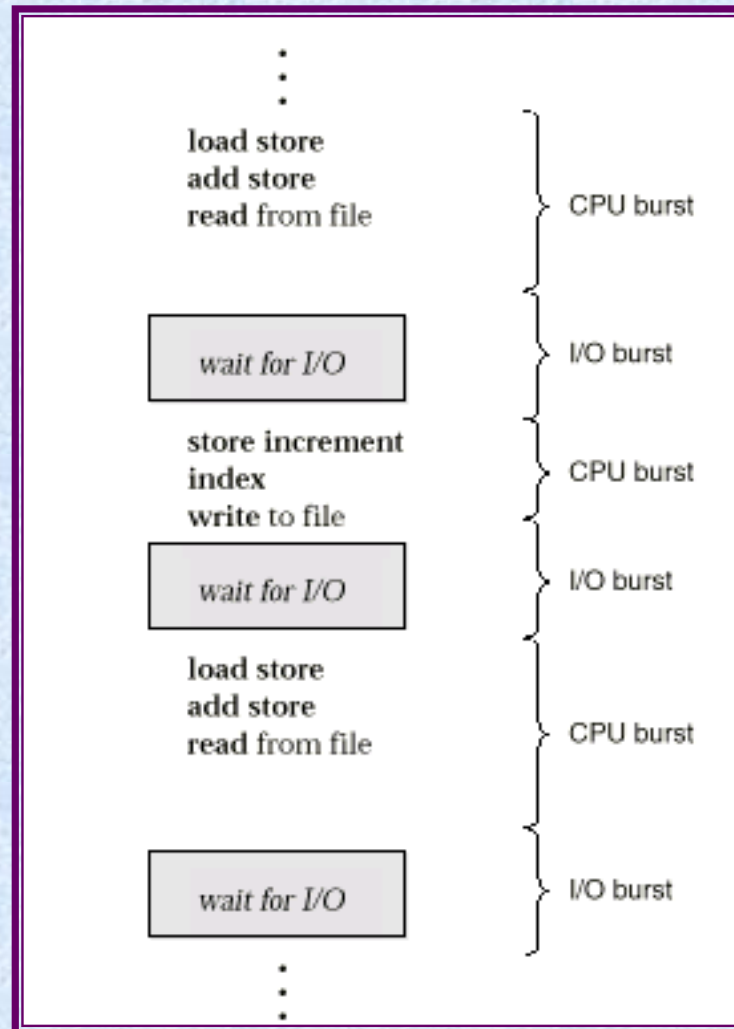 load store
add store
read from file
CPU burst
wait for I/O
I/O burst
store increment
index
write to file
CPU burst
wait for I/O
I/O burst
load store
add store
read from file
CPU burst
wait for I/O
I/O burst